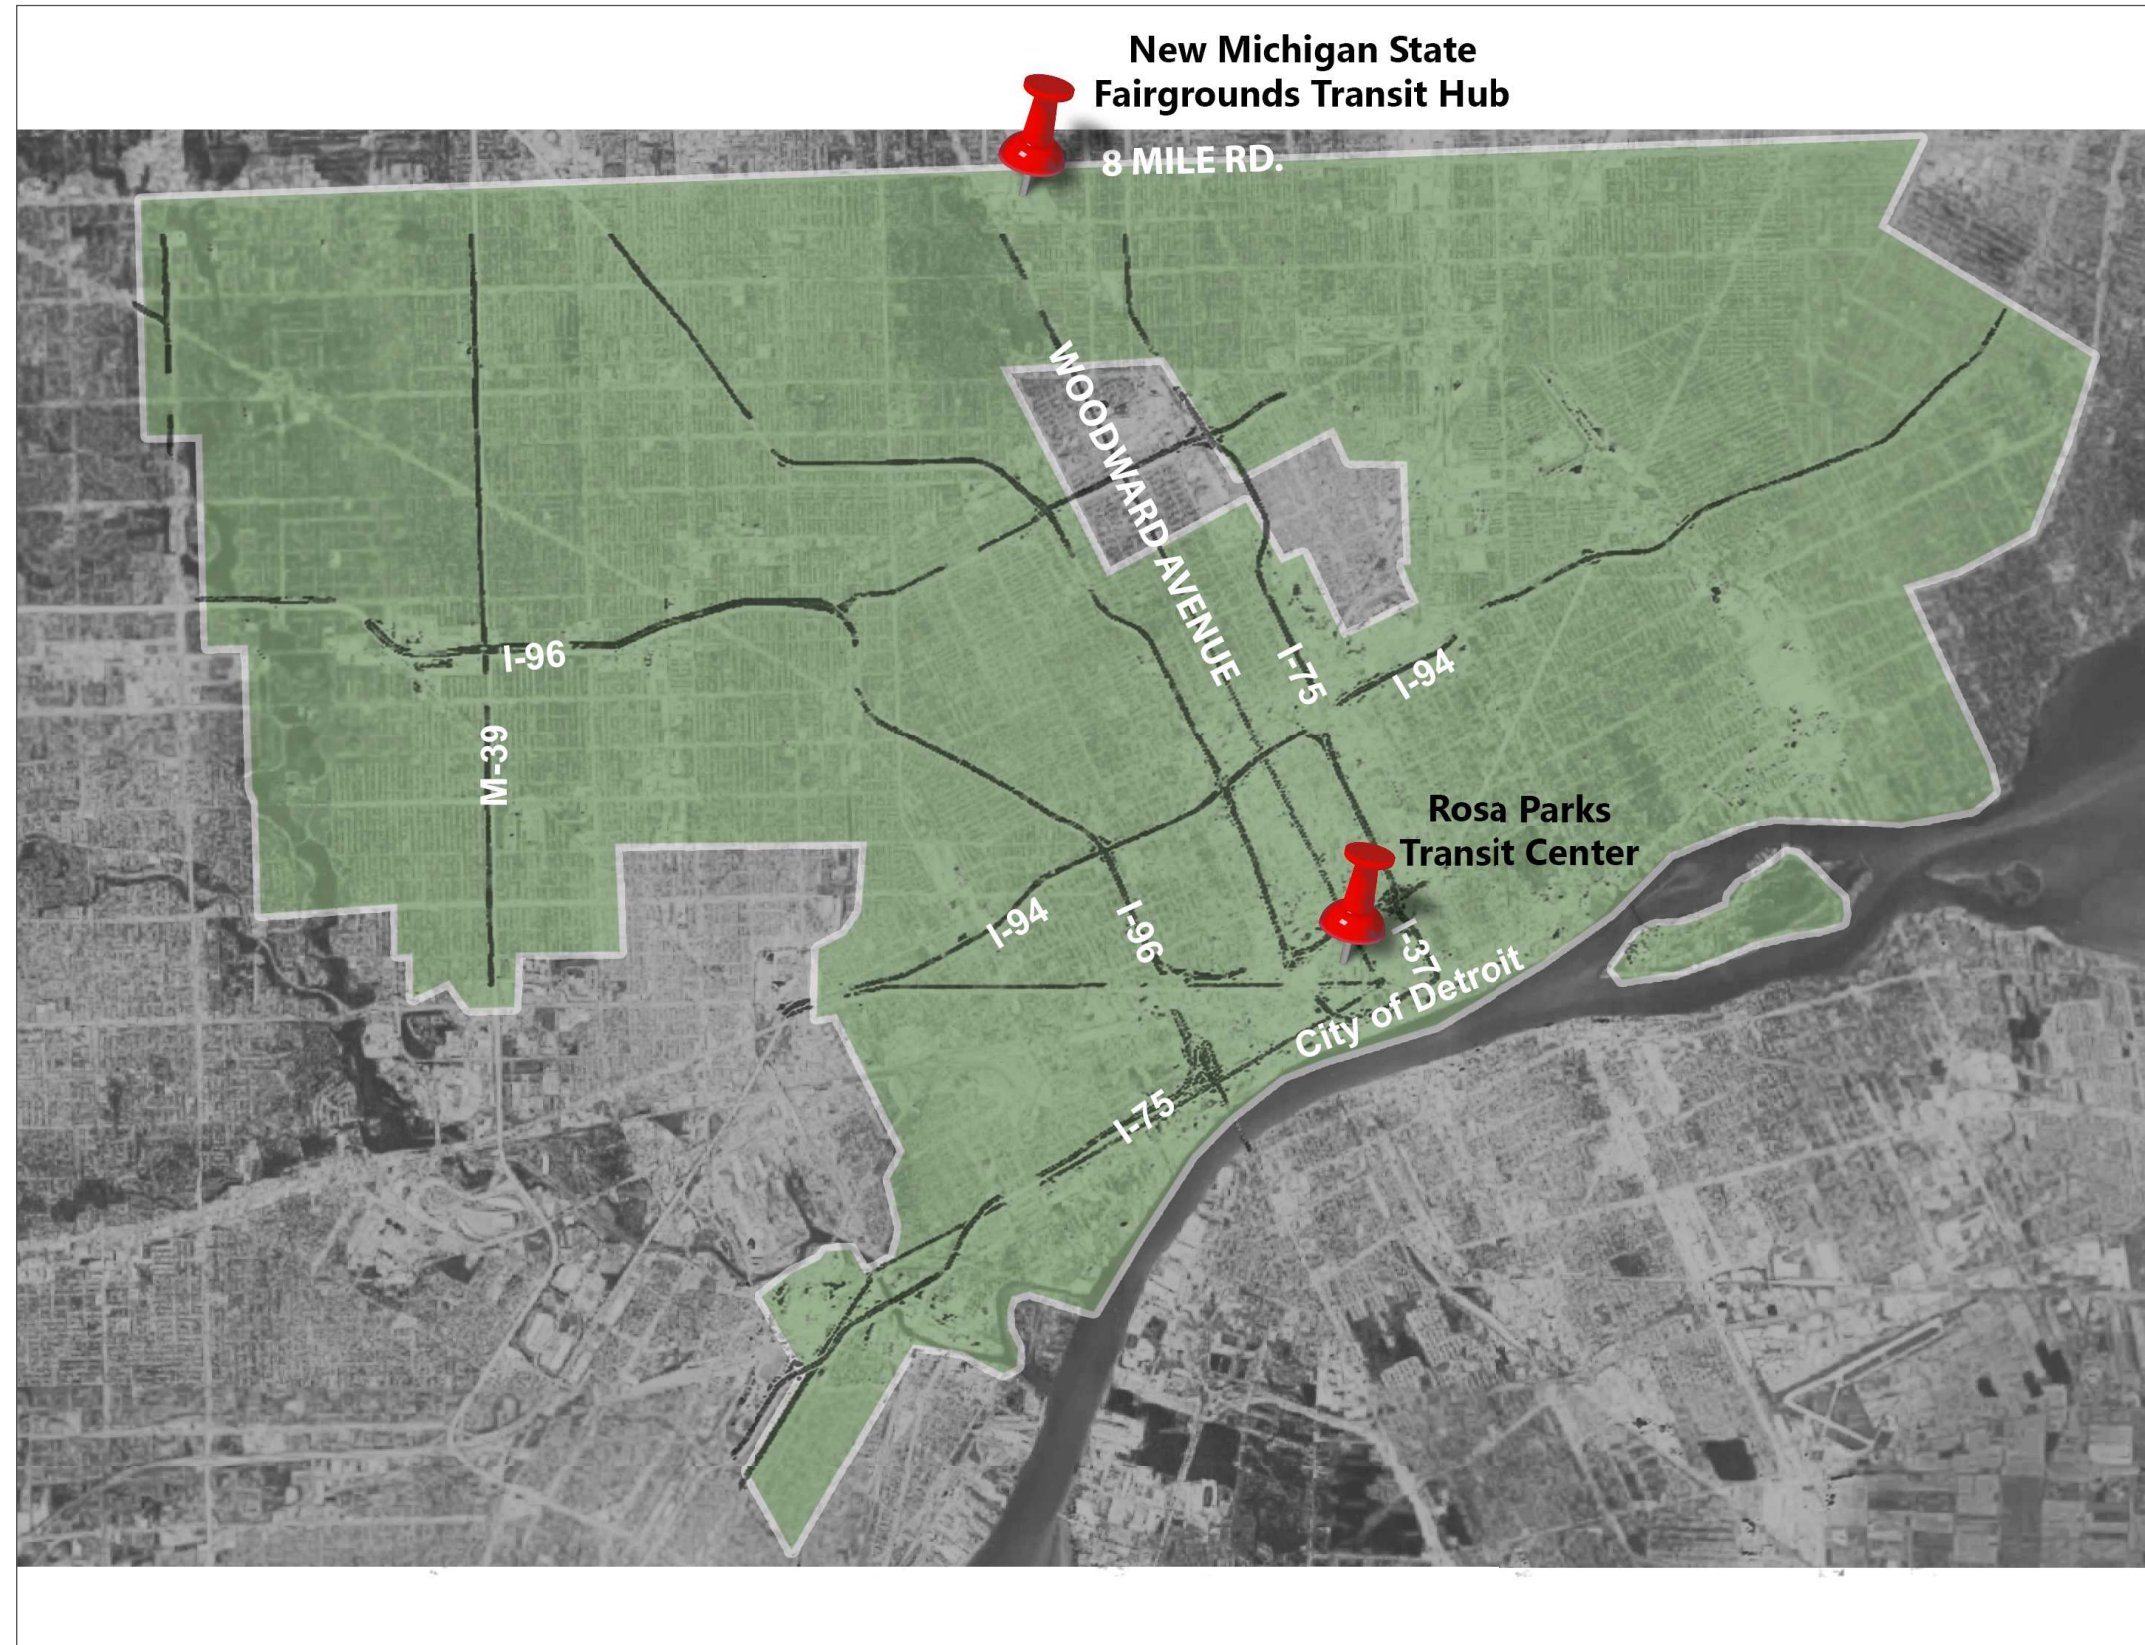 New Michigan State
Fairgrounds Transit Hub
8 MILE RD.
WOODWARD AVENUE
I-96
I-75
I-94
M-39
Rosa Parks
Transit Center
I-94
I-96
I-37
City of Detroit
I-75